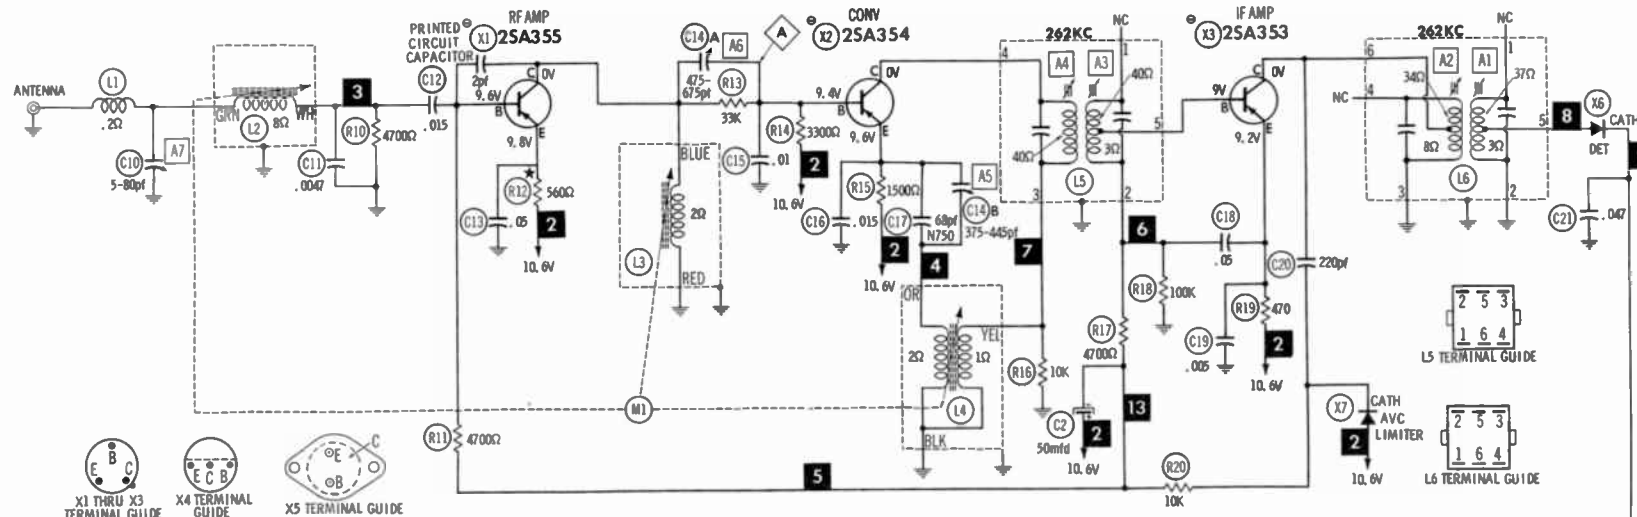 RF AMP
⊖ X1 2SA355
PRINTED
CIRCUIT
CAPACITOR
2pf
C 0V
9.6V
B
E
9.8V
ANTENNA
L1
.2Ω
C10
5-80pf
A7
GRN
L2
8Ω
WH
3
R10
4700Ω
C11
.0047
C12
.015
C13
.05
R12
★
560Ω
2
10.6V
C14 A
A6
475-
675pf
R13
33K
A
BLUE
2Ω
L3
RED
C15
.01
R14
3300Ω
2
10.6V
CONV
⊖ X2 2SA354
C 0V
9.4V
B
E
9.6V
C16
.015
R15
1500Ω
2
10.6V
C17
68pf
N750
A5
C14 B
375-445pf
4
OR
YEL
2Ω
1Ω
L4
BLK
M1
262KC
NC
4
1
A4
A3
40Ω
40Ω
3Ω
5
L5
3
2
7
6
R16
10K
R17
4700Ω
R18
100K
C18
.05
C2
50mfd
2
10.6V
13
IF AMP
⊖ X3 2SA353
C 0V
9V
B
E
9.2V
C19
.005
R19
470
2
10.6V
C20
220pf
R20
10K
R11
4700Ω
5
262KC
NC
6
1
A2
A1
34Ω
37Ω
NC
4
8Ω
3Ω
5
L6
3
2
8
X6
CATH
DET
C21
.047
X7
CATH
AVC
LIMITER
2
10.6V
2 5 3
1 6 4
L5 TERMINAL GUIDE
2 5 3
1 6 4
L6 TERMINAL GUIDE
B
E C
X1 THRU X3
TERMINAL GUIDE
E C B
X4 TERMINAL
GUIDE
C
E
B
X5 TERMINAL GUIDE